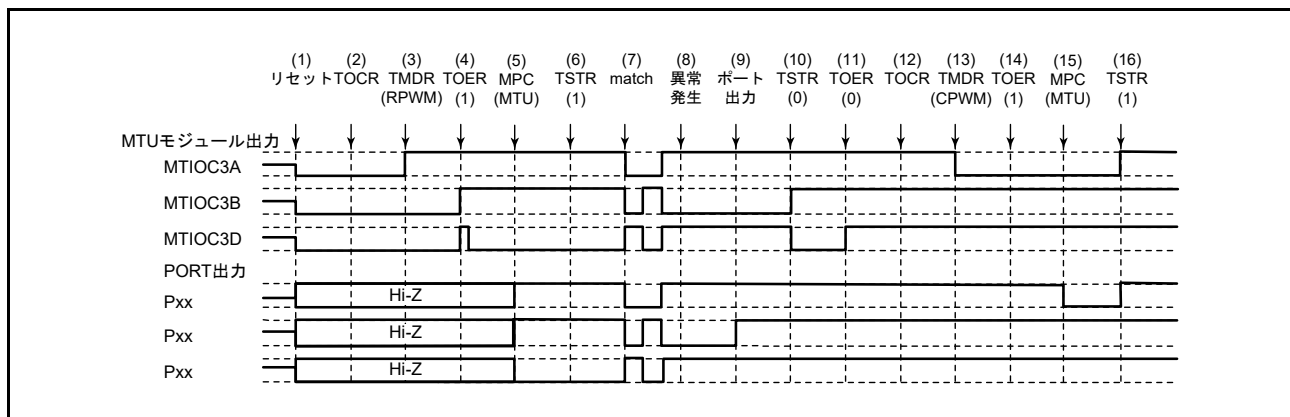 (1) (2) (3) (4) (5) (6) (7) (8) (9) (10) (11) (12) (13) (14) (15) (16)
リセット TOCR TMDR TOER MPC TSTR match 異常 ポート TSTR TOER TOCR TMDR TOER MPC TSTR
(RPWM) (1) (MTU) (1) 発生 出力 (0) (0) (CPWM) (1) (MTU) (1)
MTUモジュール出力
MTIOC3A
MTIOC3B
MTIOC3D
PORT出力
Pxx Hi-Z
Pxx Hi-Z
Pxx Hi-Z